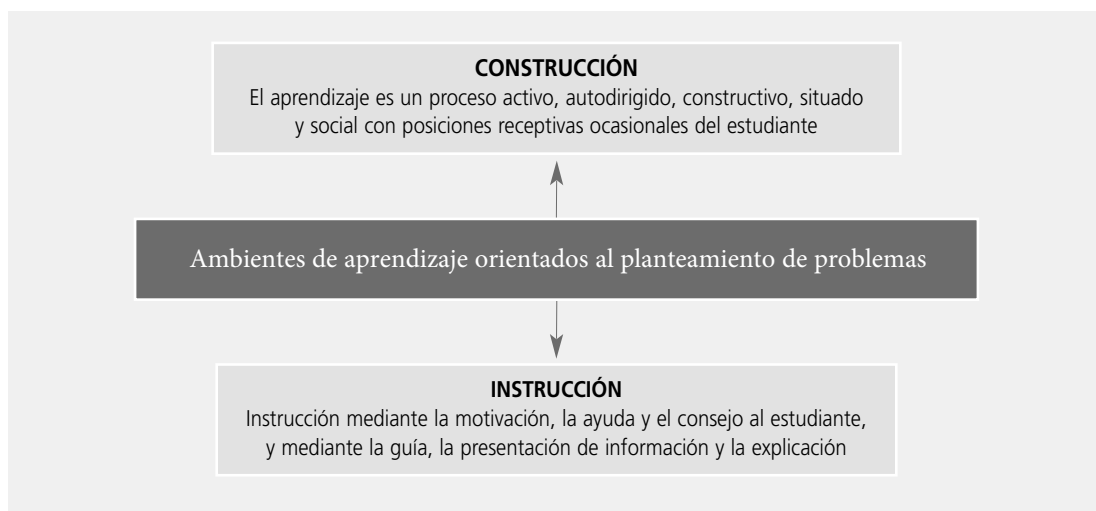 CONSTRUCCIÓN
El aprendizaje es un proceso activo, autodirigido, constructivo, situado
y social con posiciones receptivas ocasionales del estudiante
Ambientes de aprendizaje orientados al planteamiento de problemas
INSTRUCCIÓN
Instrucción mediante la motivación, la ayuda y el consejo al estudiante,
y mediante la guía, la presentación de información y la explicación